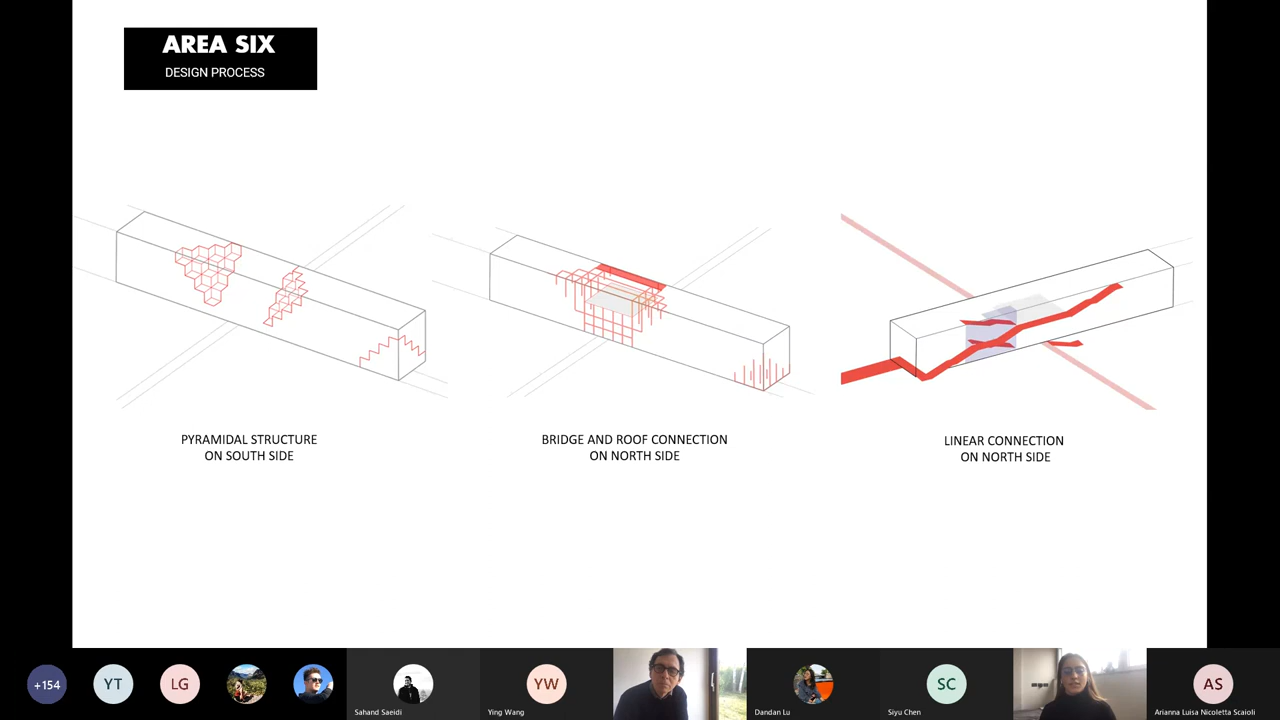 AREA SIX
DESIGN PROCESS
PYRAMIDAL STRUCTURE
ON SOUTH SIDE
BRIDGE AND ROOF CONNECTION
ON NORTH SIDE
LINEAR CONNECTION
ON NORTH SIDE
+154
YT
LG
Sahand Saeidi
YW
Ying Wang
Dandan Lu
SC
Siyu Chen
AS
Arianna Luisa Nicoletta Scaioli